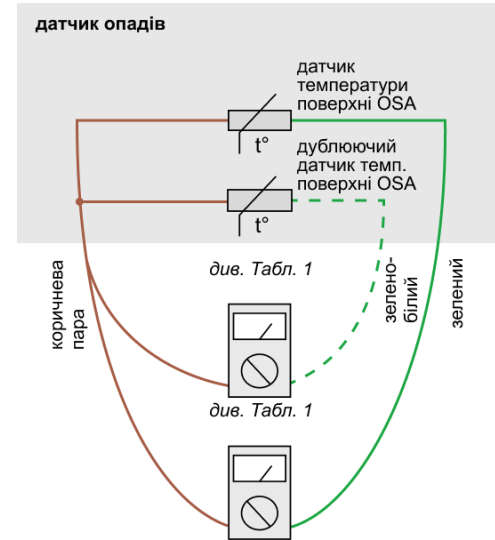 датчик опадів
датчик
температури
поверхні OSA
t°
дублюючий
датчик темп.
поверхні OSA
t°
див. Табл. 1
коричнева
пара
зелено-
білий
зелений
див. Табл. 1